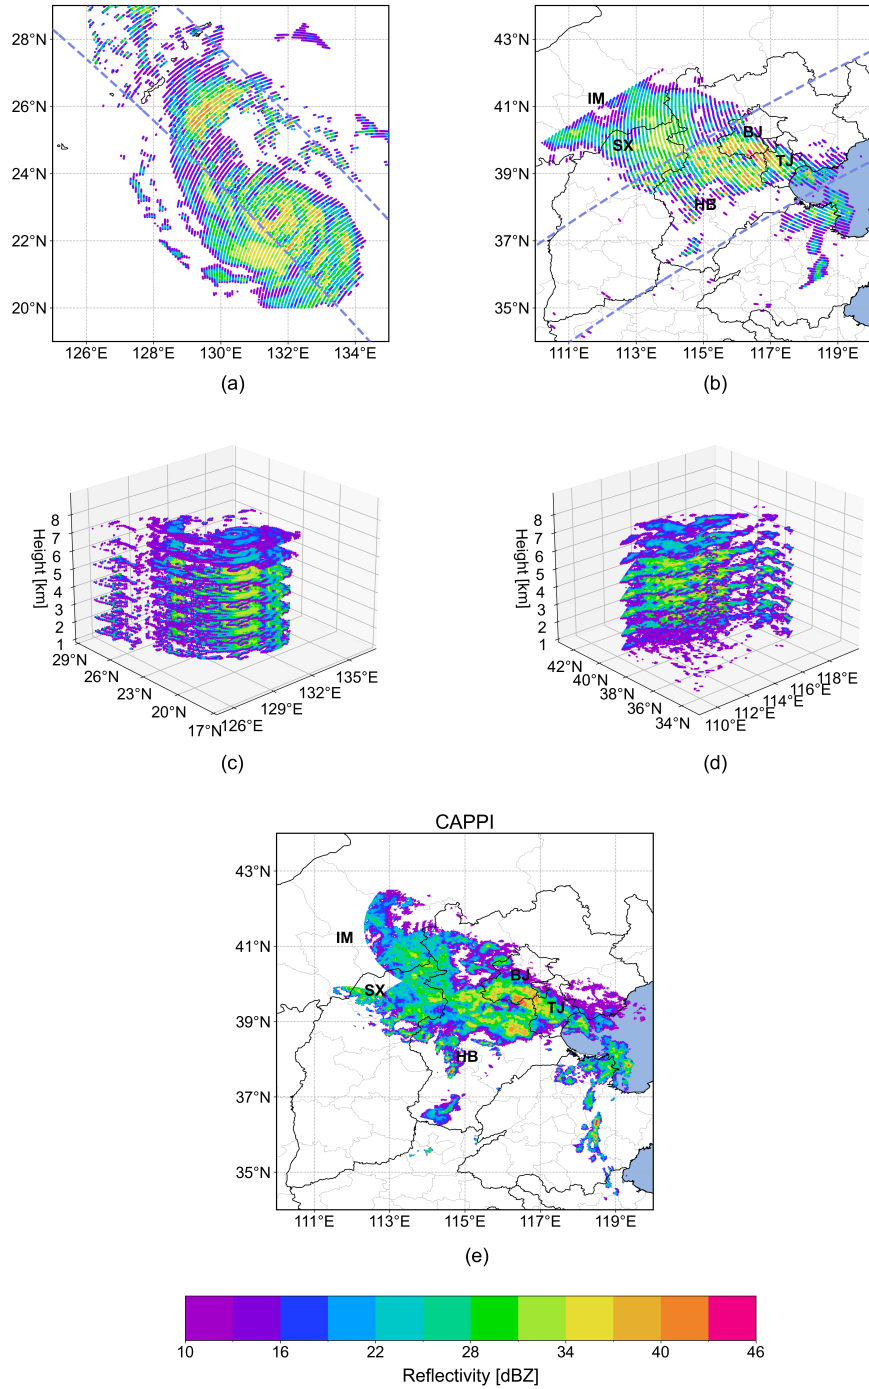 28°N
26°N
24°N
22°N
20°N
126°E 128°E 130°E 132°E 134°E
(a)
43°N
41°N
39°N
37°N
35°N
IM
BJ
SX
TJ
HB
111°E 113°E 115°E 117°E 119°E
(b)
Height [km]
8
7
6
5
4
3
2
1
29°N
26°N
23°N
20°N
17°N
126°E
129°E
132°E
135°E
(c)
Height [km]
8
7
6
5
4
3
2
1
42°N
40°N
38°N
36°N
34°N
110°E
112°E
114°E
116°E
118°E
(d)
CAPPI
43°N
41°N
39°N
37°N
35°N
IM
BJ
SX
TJ
HB
111°E 113°E 115°E 117°E 119°E
(e)
10 16 22 28 34 40 46
Reflectivity [dBZ]